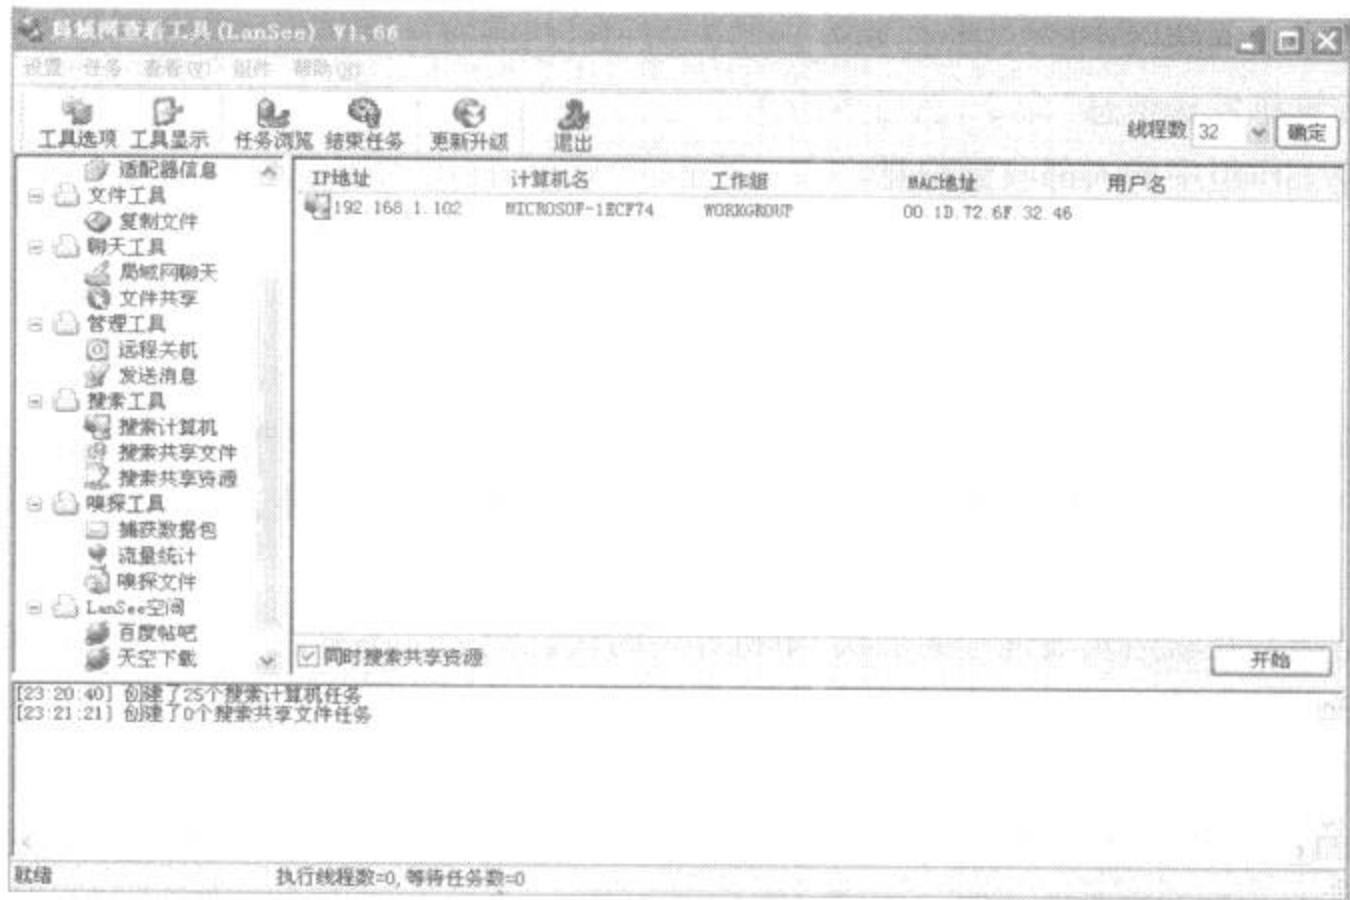 局域网查看工具(LanSee) V1.66
设置 任务 查看(V) 组件 帮助(H)
工具选项 工具显示 任务浏览 结束任务 更新升级 退出 线程数 32 确定
适配器信息
文件工具
复制文件
聊天工具
局域网聊天
文件共享
管理工具
远程关机
发送消息
搜索工具
搜索计算机
搜索共享文件
搜索共享资源
嗅探工具
捕获数据包
流量统计
嗅探文件
LanSee空间
百度帖吧
天空下载
IP地址 计算机名 工作组 MAC地址 用户名
192.168.1.102 MICROSOF-1ECF74 WORKGROUP 00.1D.72.6F.32.46
同时搜索共享资源 开始
[23:20:40] 创建了25个搜索计算机任务
[23:21:21] 创建了0个搜索共享文件任务
就绪 执行线程数=0, 等待任务数=0